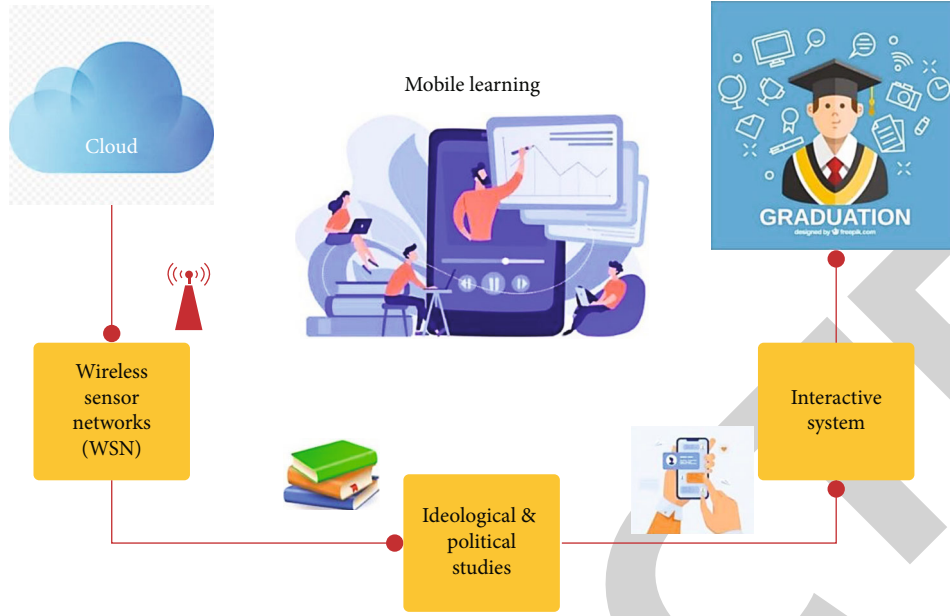 Cloud
Mobile learning
GRADUATION
designed by freepik.com
Wireless
sensor
networks
(WSN)
Ideological &
political
studies
Interactive
system